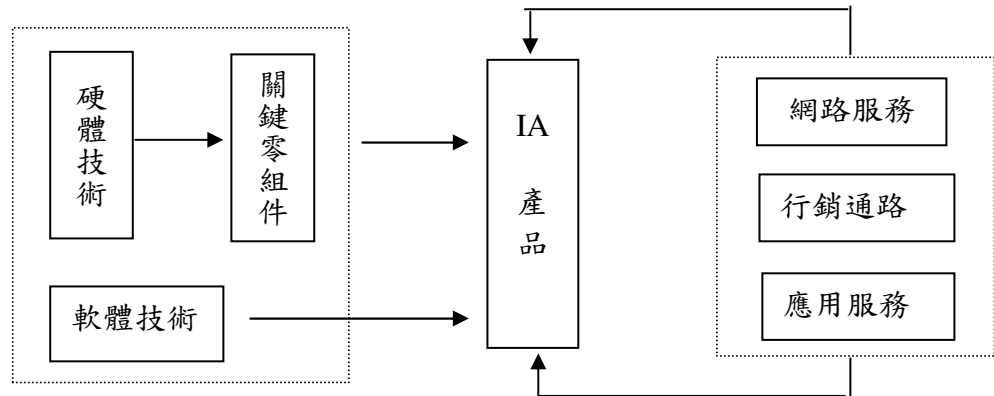 硬體技術
關鍵零組件
軟體技術
IA
產品
網路服務
行銷通路
應用服務